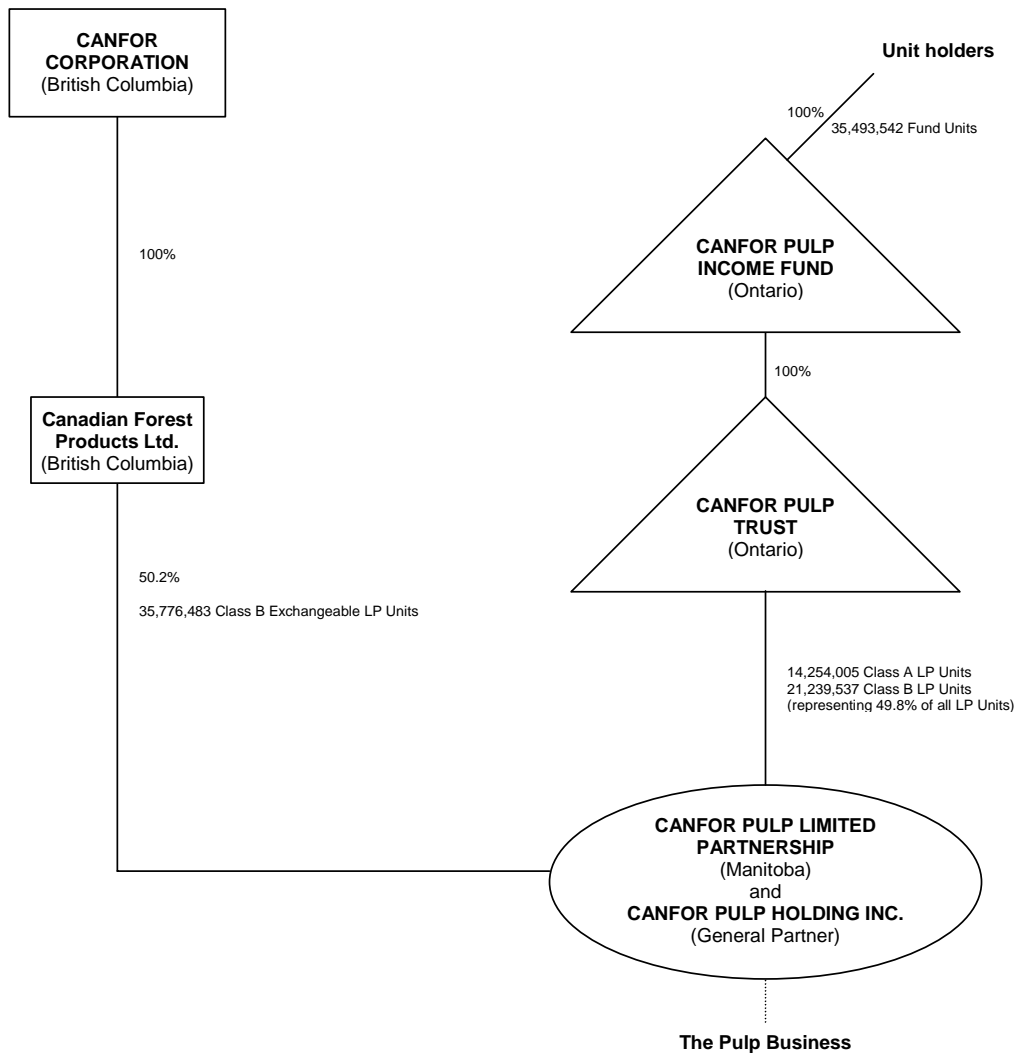 CANFOR
CORPORATION
(British Columbia)
Unit holders
100%
35,493,542 Fund Units
100%
CANFOR PULP
INCOME FUND
(Ontario)
100%
Canadian Forest
Products Ltd.
(British Columbia)
CANFOR PULP
TRUST
(Ontario)
50.2%
35,776,483 Class B Exchangeable LP Units
14,254,005 Class A LP Units
21,239,537 Class B LP Units
(representing 49.8% of all LP Units)
CANFOR PULP LIMITED
PARTNERSHIP
(Manitoba)
and
CANFOR PULP HOLDING INC.
(General Partner)
The Pulp Business